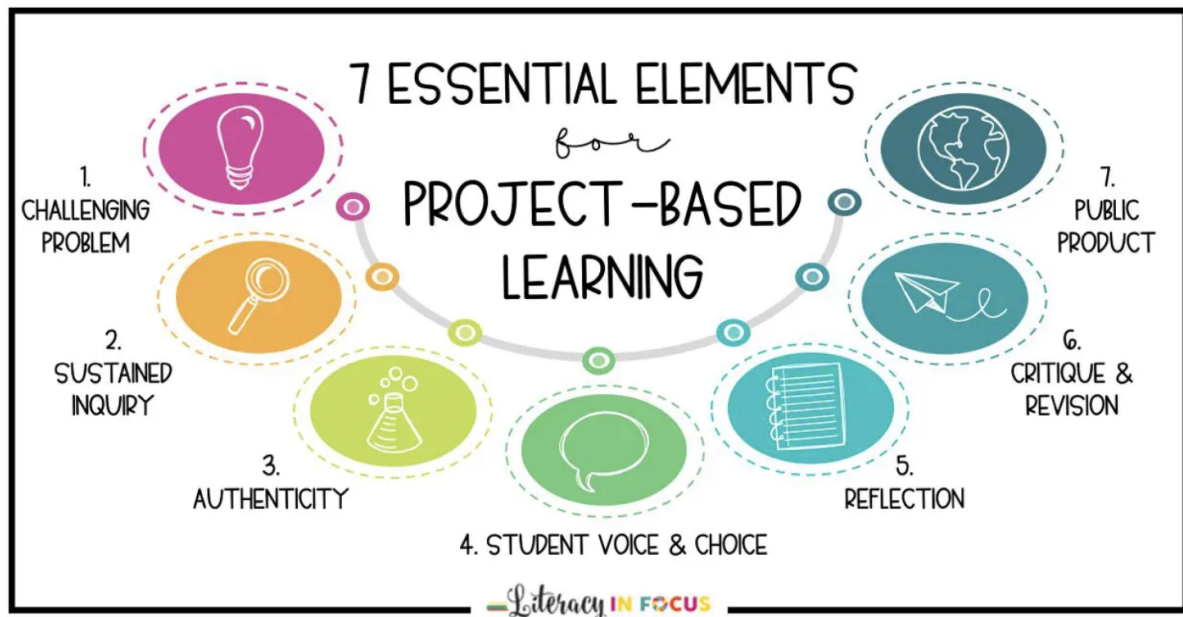 7 ESSENTIAL ELEMENTS
for
PROJECT-BASED
LEARNING
1.
CHALLENGING
PROBLEM
2.
SUSTAINED
INQUIRY
3.
AUTHENTICITY
4. STUDENT VOICE & CHOICE
5.
REFLECTION
6.
CRITIQUE &
REVISION
7.
PUBLIC
PRODUCT
Literacy IN FOCUS